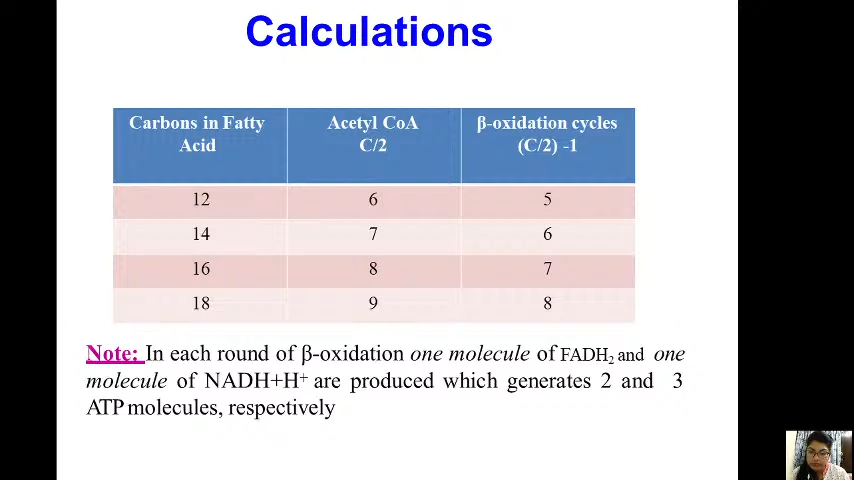 Calculations
Carbons in Fatty Acetyl CoA β-oxidation cycles
Acid C/2 (C/2) -1
12 6 5
14 7 6
16 8 7
18 9 8
Note: In each round of β-oxidation one molecule of FADH₂ and one
molecule of NADH+H⁺ are produced which generates 2 and 3
ATP molecules, respectively